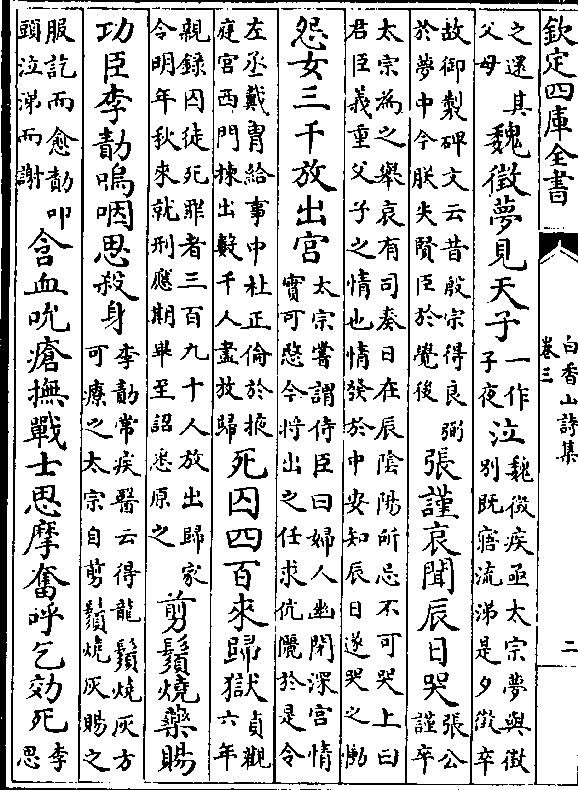 欽定四庫全書
白香山詩集
卷三
二
之還其
父母
魏徵夢見天子
一作
子夜
泣
魏徵疾亟太宗夢與徵
別既寤流涕是夕徵卒
故御製碑文云昔殷宗得良弼
於夢中今朕失賢臣於覺後
張謹哀聞辰日哭
張公
謹卒
太宗為之舉哀有司奏曰在辰陰陽所忌不可哭上曰
君臣義重父子之情也情發於中安知辰日遂哭之慟
怨女三千放出宮
太宗嘗謂侍臣曰婦人幽閉深宮情
實可愍今將出之任求伉儷於是令
左丞戴胄給事中杜正倫於掖
庭宮西門揀出數千人盡放歸
死囚四百來歸獄
貞觀
六年
親錄囚徒死罪者三百九十人放出歸家
令明年秋來就刑應期畢至詔悉原之
剪鬚燒藥賜
功臣李勣嗚咽思殺身
李勣常疾醫云得龍鬚燒灰方
可療之太宗自剪鬚燒灰賜之
服訖而愈勣叩
頭泣涕而謝
含血吮瘡撫戰士思摩奮呼乞効死
李
思